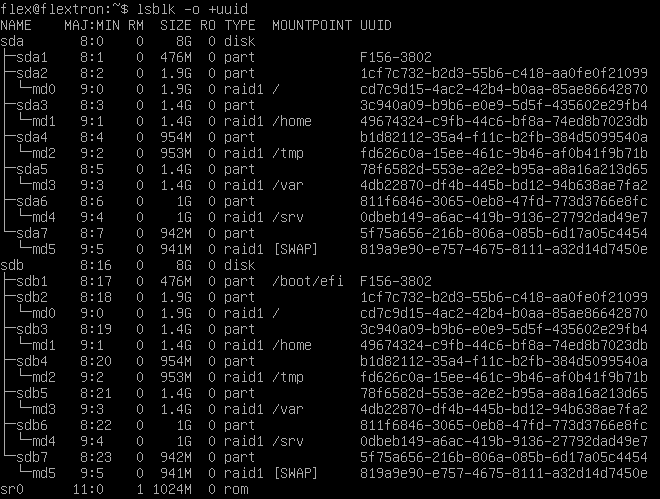 flex@flextron:~$ lsblk -o +uuid
NAME    MAJ:MIN RM  SIZE RO TYPE  MOUNTPOINT UUID
sda       8:0    0    8G  0 disk
├─sda1    8:1    0  476M  0 part             F156-3802
├─sda2    8:2    0  1.9G  0 part             1cf7c732-b2d3-55b6-c418-aa0fe0f21099
│ └─md0   9:0    0  1.9G  0 raid1 /          cd7c9d15-4ac2-42b4-b0aa-85ae86642870
├─sda3    8:3    0  1.4G  0 part             3c940a09-b9b6-e0e9-5d5f-435602e29fb4
│ └─md1   9:1    0  1.4G  0 raid1 /home      49674324-c9fb-44c6-bf8a-74ed8b7023db
├─sda4    8:4    0  954M  0 part             b1d82112-35a4-f11c-b2fb-384d5099540a
│ └─md2   9:2    0  953M  0 raid1 /tmp       fd626c0a-15ee-461c-9b46-af0b41f9b71b
├─sda5    8:5    0  1.4G  0 part             78f6582d-553e-a2e2-b95a-a8a16a213d65
│ └─md3   9:3    0  1.4G  0 raid1 /var       4db22870-df4b-445b-bd12-94b638ae7fa2
├─sda6    8:6    0    1G  0 part             811f6846-3065-0eb8-47fd-773d3766e8fc
│ └─md4   9:4    0    1G  0 raid1 /srv       0dbeb149-a6ac-419b-9136-27792dad49e7
└─sda7    8:7    0  942M  0 part             5f75a656-216b-806a-085b-6d17a05c4454
  └─md5   9:5    0  941M  0 raid1 [SWAP]     819a9e90-e757-4675-8111-a32d14d7450e
sdb       8:16   0    8G  0 disk
├─sdb1    8:17   0  476M  0 part  /boot/efi  F156-3802
├─sdb2    8:18   0  1.9G  0 part             1cf7c732-b2d3-55b6-c418-aa0fe0f21099
│ └─md0   9:0    0  1.9G  0 raid1 /          cd7c9d15-4ac2-42b4-b0aa-85ae86642870
├─sdb3    8:19   0  1.4G  0 part             3c940a09-b9b6-e0e9-5d5f-435602e29fb4
│ └─md1   9:1    0  1.4G  0 raid1 /home      49674324-c9fb-44c6-bf8a-74ed8b7023db
├─sdb4    8:20   0  954M  0 part             b1d82112-35a4-f11c-b2fb-384d5099540a
│ └─md2   9:2    0  953M  0 raid1 /tmp       fd626c0a-15ee-461c-9b46-af0b41f9b71b
├─sdb5    8:21   0  1.4G  0 part             78f6582d-553e-a2e2-b95a-a8a16a213d65
│ └─md3   9:3    0  1.4G  0 raid1 /var       4db22870-df4b-445b-bd12-94b638ae7fa2
├─sdb6    8:22   0    1G  0 part             811f6846-3065-0eb8-47fd-773d3766e8fc
│ └─md4   9:4    0    1G  0 raid1 /srv       0dbeb149-a6ac-419b-9136-27792dad49e7
└─sdb7    8:23   0  942M  0 part             5f75a656-216b-806a-085b-6d17a05c4454
  └─md5   9:5    0  941M  0 raid1 [SWAP]     819a9e90-e757-4675-8111-a32d14d7450e
sr0      11:0    1 1024M  0 rom